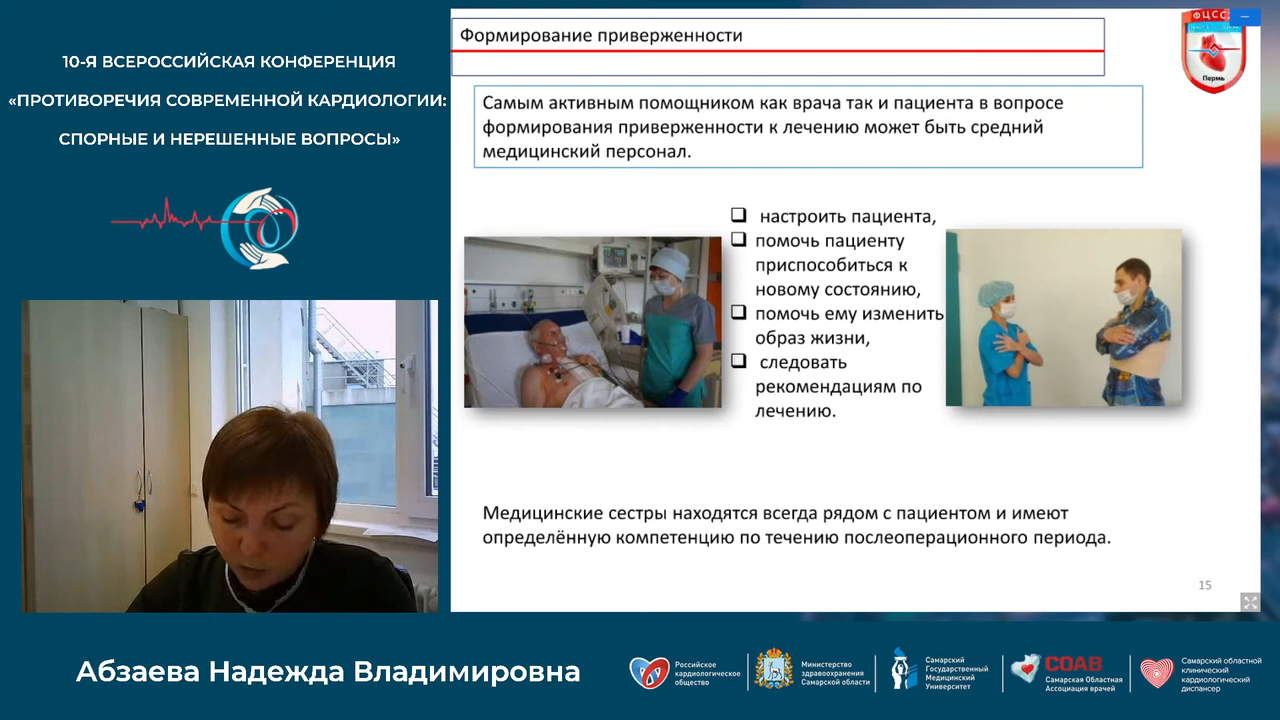 10-Я ВСЕРОССИЙСКАЯ КОНФЕРЕНЦИЯ
«ПРОТИВОРЕЧИЯ СОВРЕМЕННОЙ КАРДИОЛОГИИ:
СПОРНЫЕ И НЕРЕШЕННЫЕ ВОПРОСЫ»
Формирование приверженности
Пермь
Самым активным помощником как врача так и пациента в вопросе
формирования приверженности к лечению может быть средний
медицинский персонал.
настроить пациента,
помочь пациенту
приспособиться к
новому состоянию,
помочь ему изменить
образ жизни,
следовать
рекомендациям по
лечению.
Медицинские сестры находятся всегда рядом с пациентом и имеют
определённую компетенцию по течению послеоперационного периода.
15
Абзаева Надежда Владимировна
Российское
кардиологическое
общество
Министерство
здравоохранения
Самарской области
Самарский
Государственный
Медицинский
Университет
СОАВ
Самарская Областная
Ассоциация врачей
Самарский областной
клинический
кардиологический
диспансер